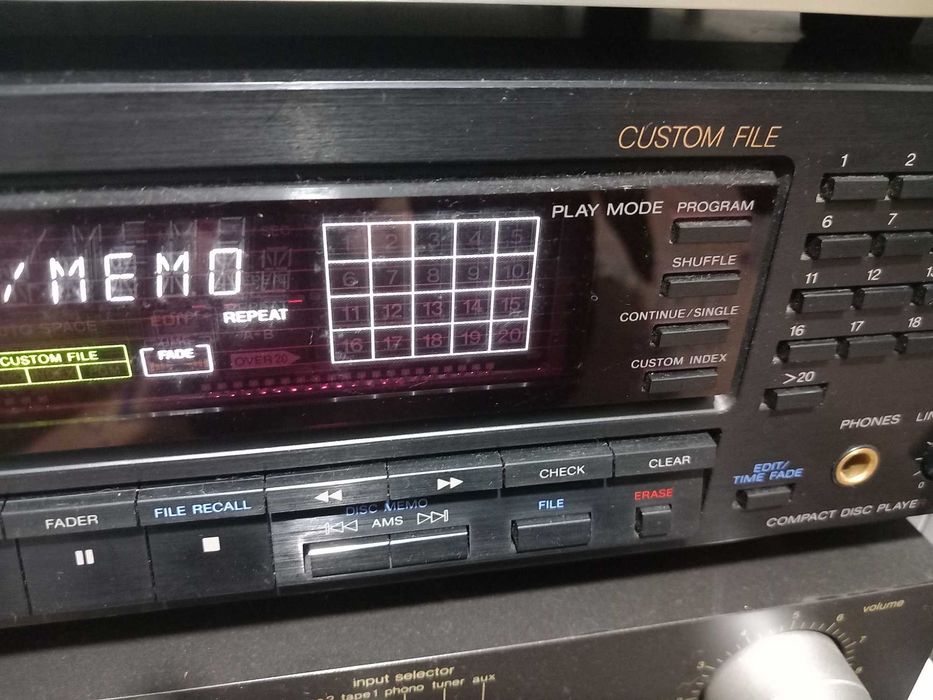 CUSTOM FILE
1 2
PLAY MODE PROGRAM
6 7
SHUFFLE
/MEMO
11 12
CONTINUE/SINGLE
REPEAT
16 17 18
CUSTOM INDEX
1 2 3 4 5
6 7 8 9 10
11 12 13 14 15
16 17 18 19 20
EDIT
CUSTOM FILE
FADE
OVER 20
>20
PHONES
CHECK
CLEAR
EDIT/
TIME FADE
FADER
FILE RECALL
DISC MEMO
AMS
FILE
ERASE
COMPACT DISC PLAYE
volume
input selector
tape1 phono tuner aux